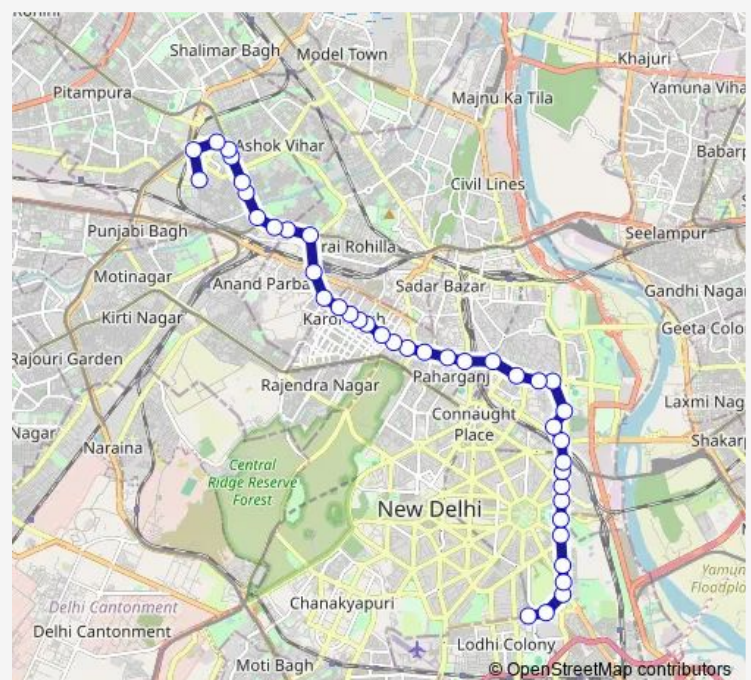 Shalimar Bagh
Model Town
Khajuri
Pitampura
Majnu Ka Tila
Yamuna Viha
Ashok Vihar
Babarp
Civil Lines
Punjabi Bagh
rai Rohilla
Seelampur
Motinagar
Anand Parba
Sadar Bazar
Gandhi Nagar
Kirti Nagar
Karol Bagh
Geeta Colo
Rajouri Garden
Rajendra Nagar
Paharganj
Laxmi Nag
Connaught
Place
Nagar
Naraina
Shakarp
Central
Ridge Reserve
Forest
New Delhi
Yamun
Floodpla
Delhi Cantonment
Chanakyapuri
Delhi Cantonment
Lodhi Colony
Moti Bagh
© OpenStreetMap contributors